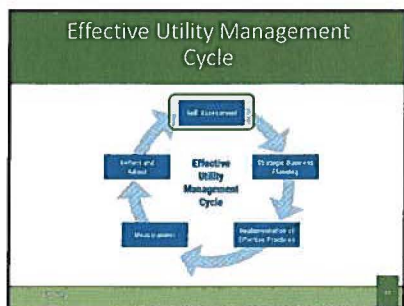 Effective Utility Management
Cycle
Self Assessment
Strategic Business
Planning
Implementation of
Effective Practices
Measurement
Reflect and
Adjust
Effective
Utility
Management
Cycle